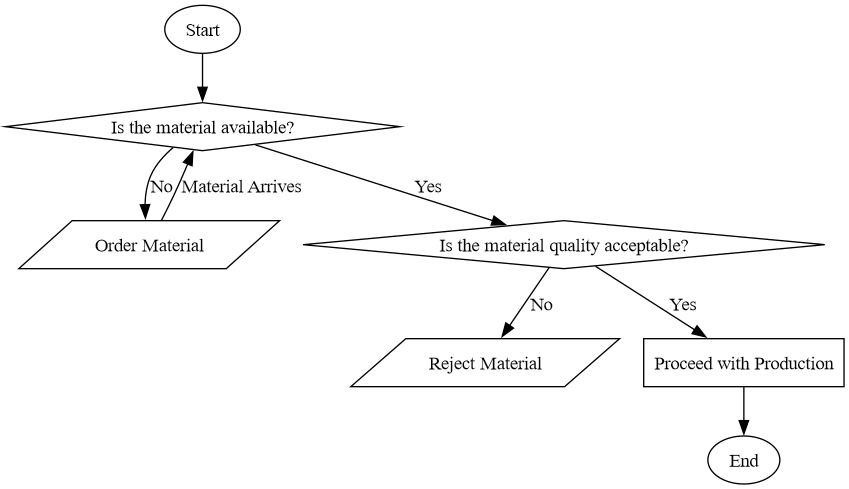 Start
Is the material available?
No
Material Arrives
Yes
Order Material
Is the material quality acceptable?
No
Yes
Reject Material
Proceed with Production
End